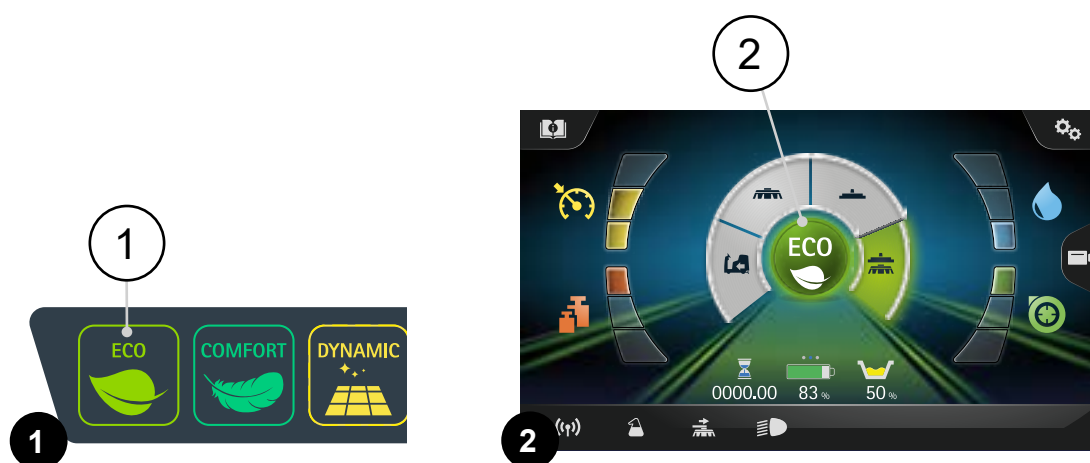 2
1
ECO
COMFORT
DYNAMIC
1
ECO
0000.00
83 %
50 %
2